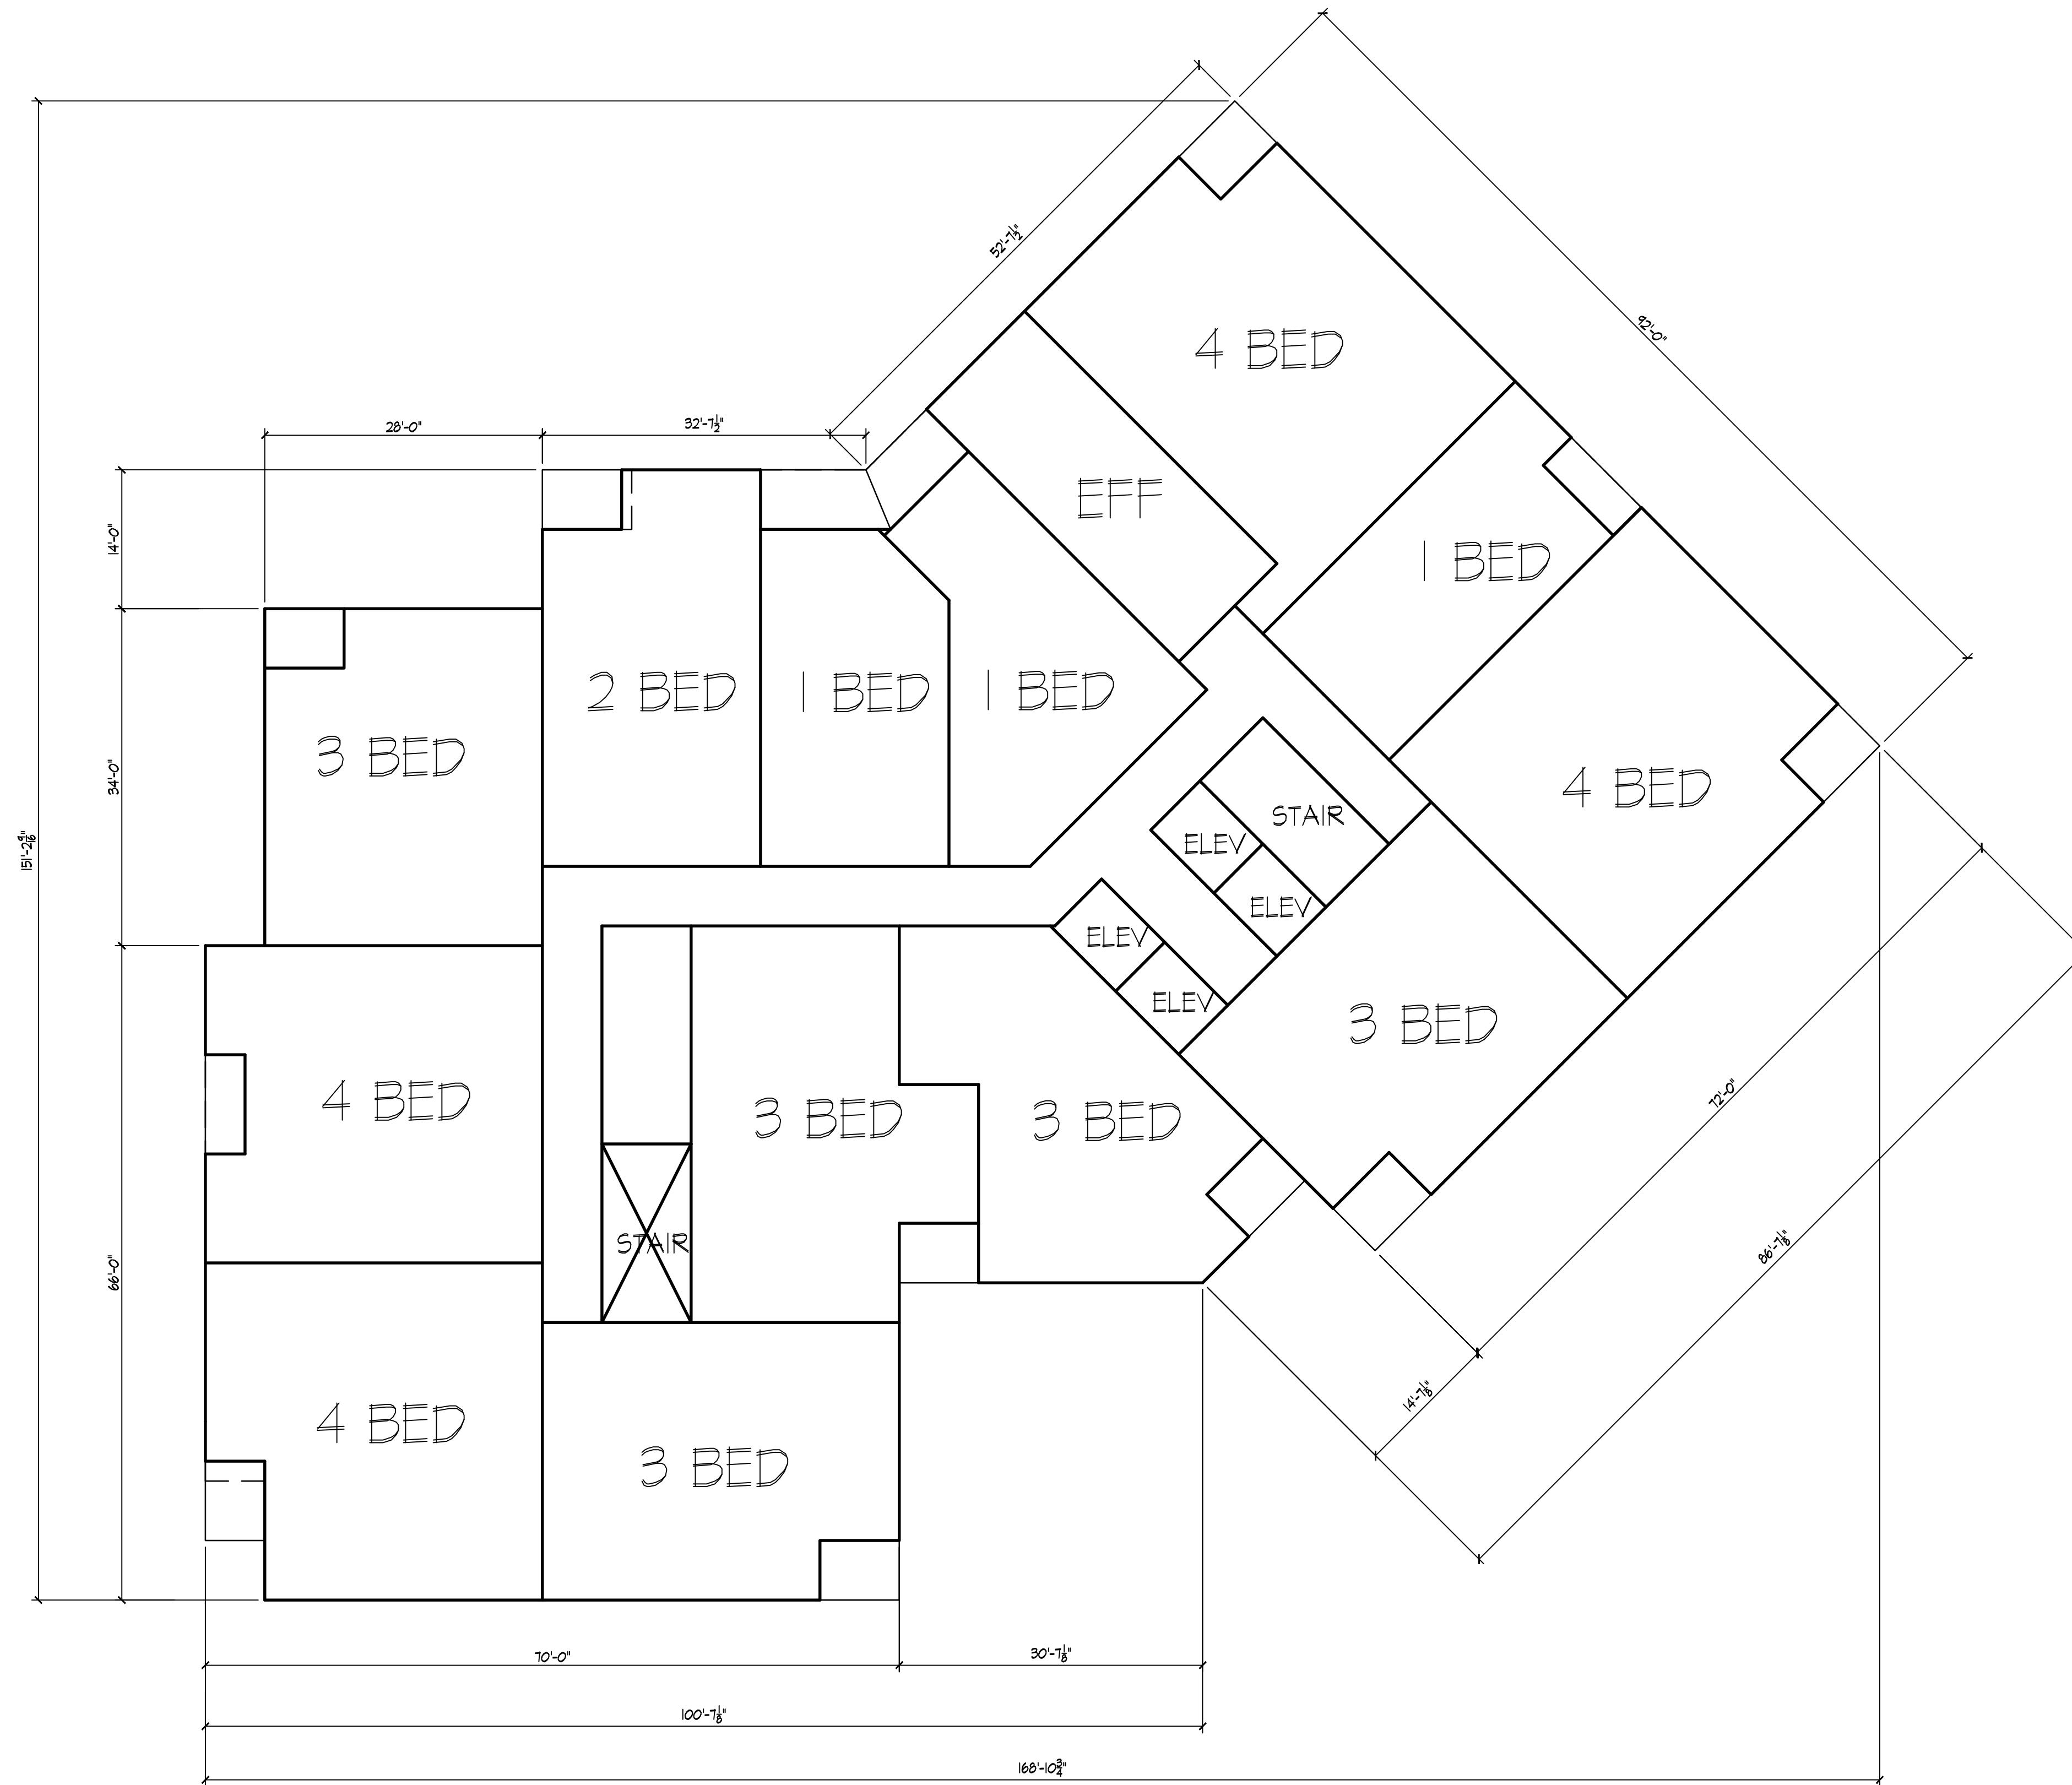 52'-7½"
92'-0"
4 BED
28'-0"
32'-7½"
EFF
14'-0"
1 BED
2 BED
1 BED
1 BED
3 BED
34'-0"
4 BED
STAIR
ELEV
151'-2 9/16"
ELEV
ELEV
ELEV
3 BED
4 BED
3 BED
3 BED
72'-0"
STAIR
86'-7⅛"
66'-0"
14'-7⅛"
4 BED
3 BED
70'-0"
30'-7⅛"
100'-7⅛"
168'-10¾"